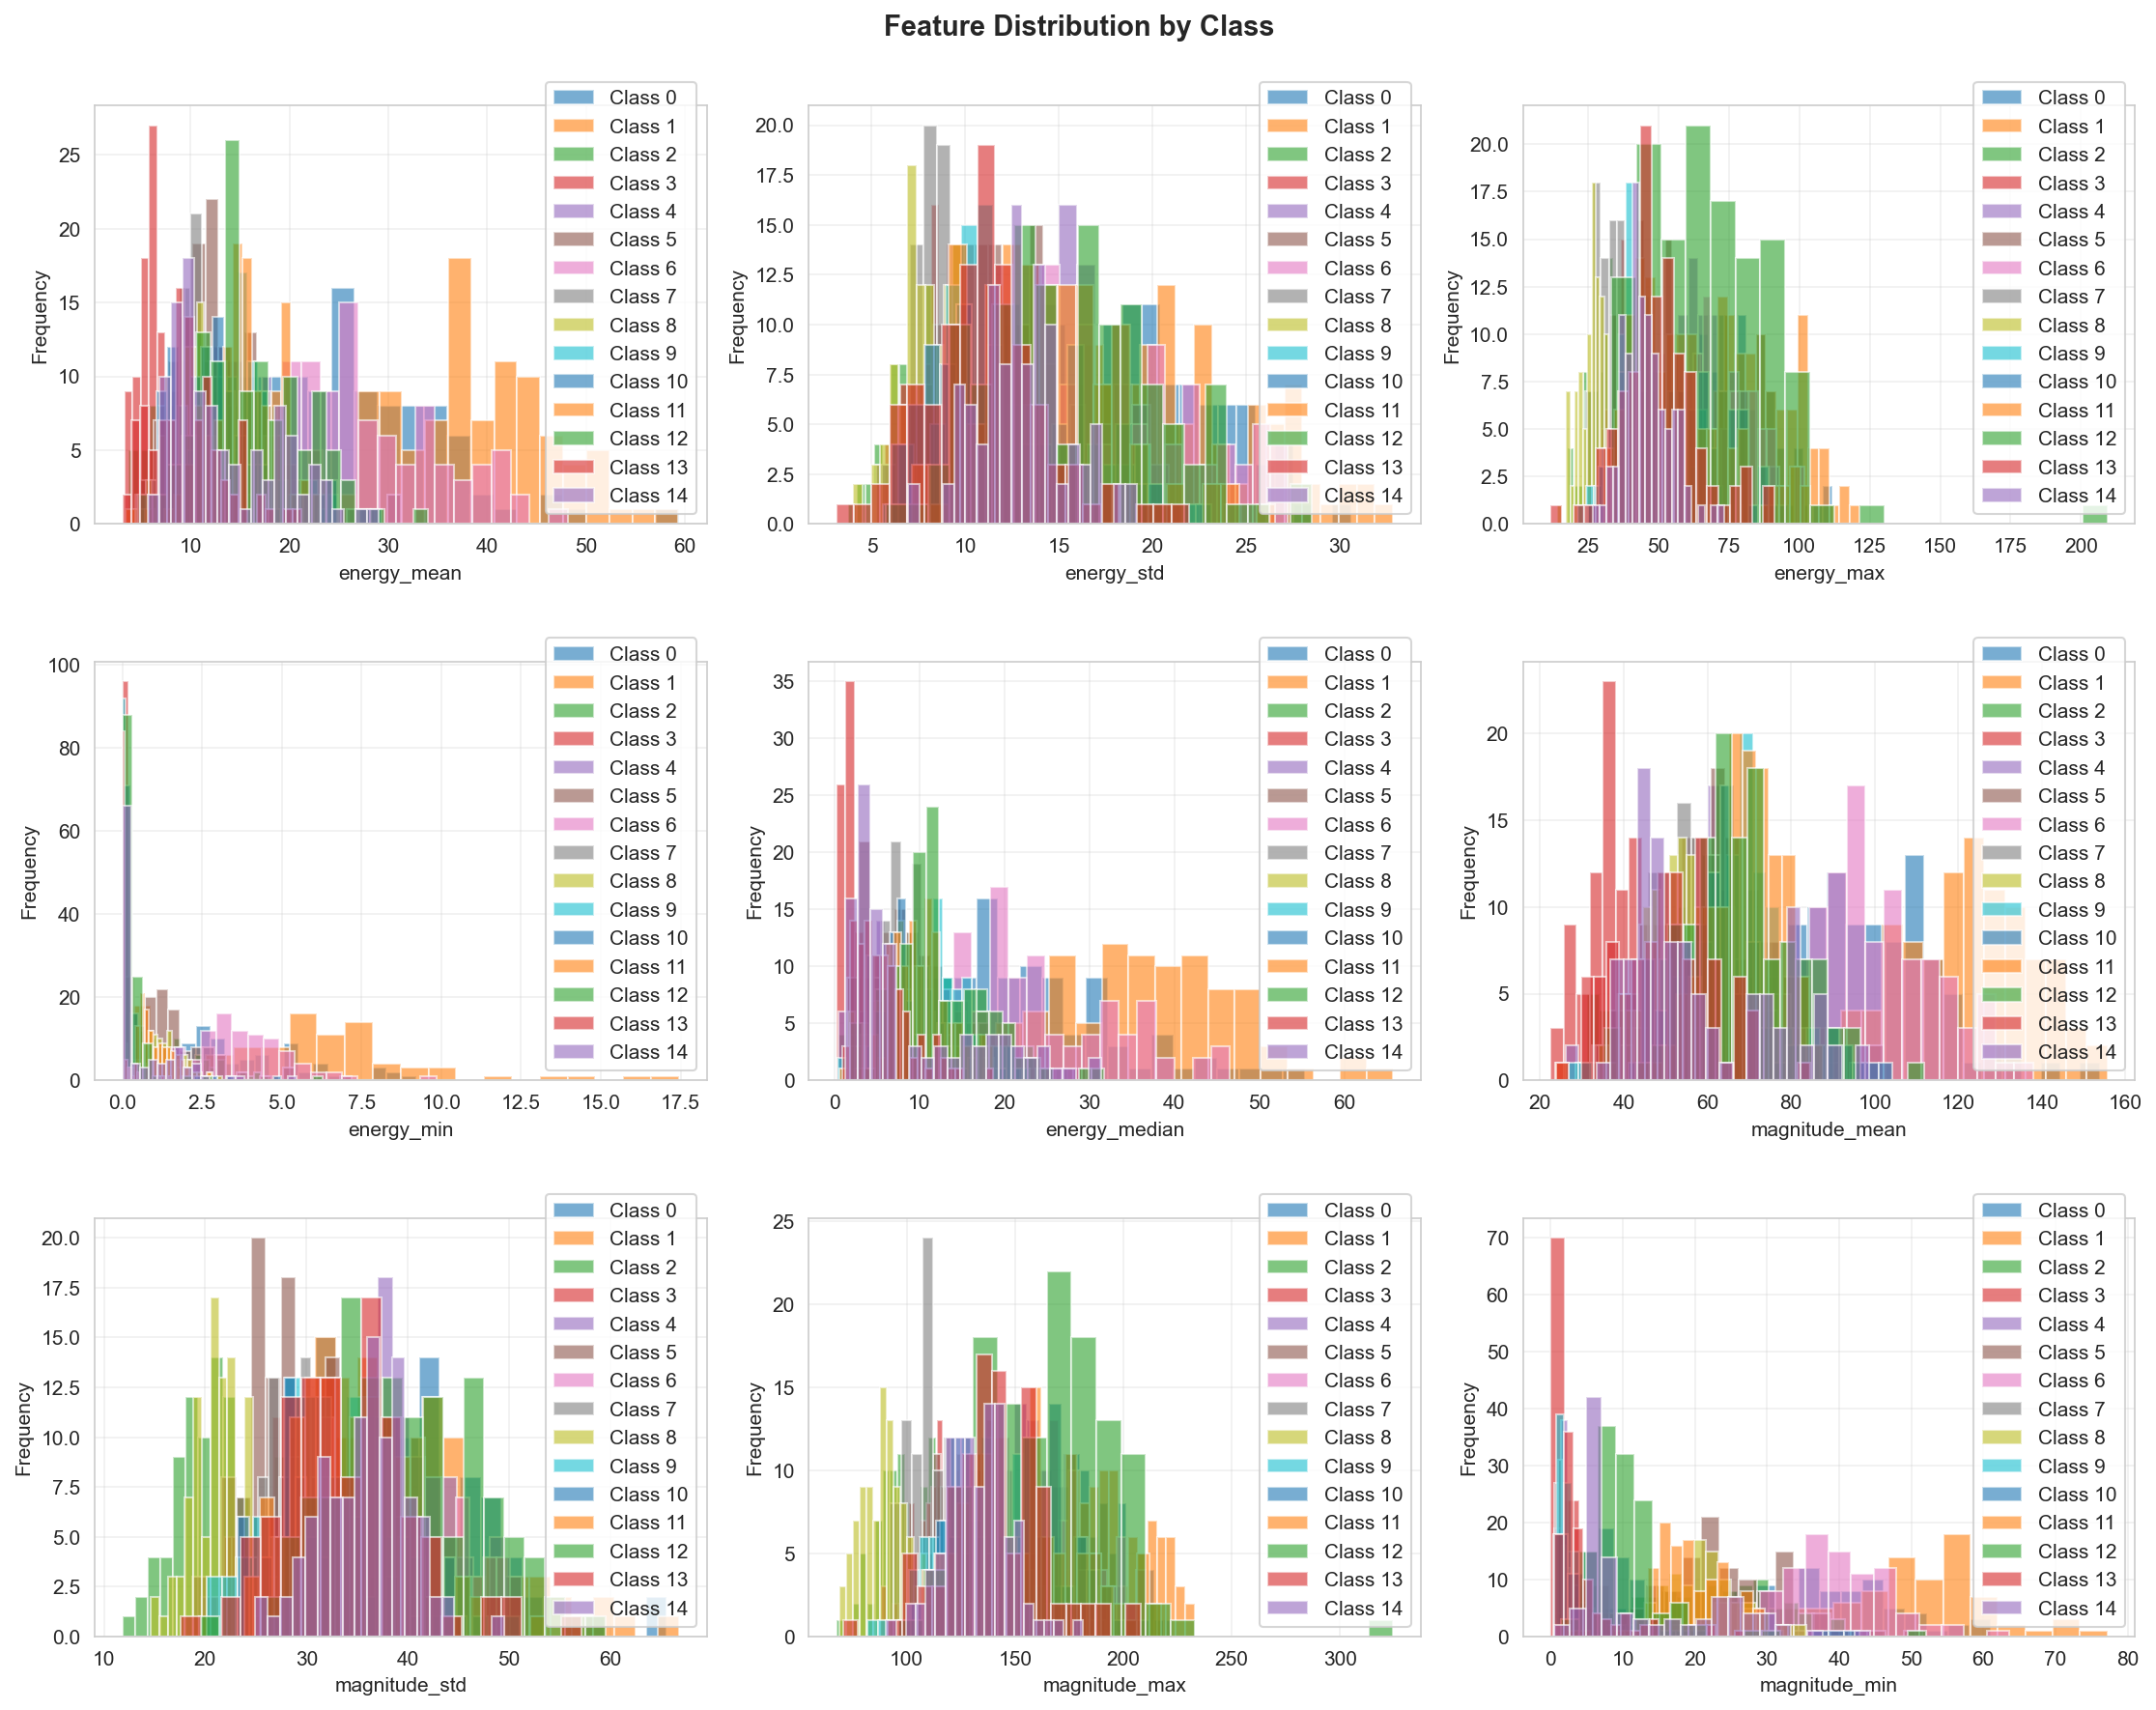 Feature Distribution by Class
Frequency
0
5
10
15
20
25
10
20
30
40
50
60
energy_mean
Class 0
Class 1
Class 2
Class 3
Class 4
Class 5
Class 6
Class 7
Class 8
Class 9
Class 10
Class 11
Class 12
Class 13
Class 14
Frequency
0.0
2.5
5.0
7.5
10.0
12.5
15.0
17.5
20.0
5
10
15
20
25
30
energy_std
Class 0
Class 1
Class 2
Class 3
Class 4
Class 5
Class 6
Class 7
Class 8
Class 9
Class 10
Class 11
Class 12
Class 13
Class 14
Frequency
0.0
2.5
5.0
7.5
10.0
12.5
15.0
17.5
20.0
25
50
75
100
125
150
175
200
energy_max
Class 0
Class 1
Class 2
Class 3
Class 4
Class 5
Class 6
Class 7
Class 8
Class 9
Class 10
Class 11
Class 12
Class 13
Class 14
Frequency
0
20
40
60
80
100
0.0
2.5
5.0
7.5
10.0
12.5
15.0
17.5
energy_min
Class 0
Class 1
Class 2
Class 3
Class 4
Class 5
Class 6
Class 7
Class 8
Class 9
Class 10
Class 11
Class 12
Class 13
Class 14
Frequency
0
5
10
15
20
25
30
35
0
10
20
30
40
50
60
energy_median
Class 0
Class 1
Class 2
Class 3
Class 4
Class 5
Class 6
Class 7
Class 8
Class 9
Class 10
Class 11
Class 12
Class 13
Class 14
Frequency
0
5
10
15
20
20
40
60
80
100
120
140
160
magnitude_mean
Class 0
Class 1
Class 2
Class 3
Class 4
Class 5
Class 6
Class 7
Class 8
Class 9
Class 10
Class 11
Class 12
Class 13
Class 14
Frequency
0.0
2.5
5.0
7.5
10.0
12.5
15.0
17.5
20.0
10
20
30
40
50
60
magnitude_std
Class 0
Class 1
Class 2
Class 3
Class 4
Class 5
Class 6
Class 7
Class 8
Class 9
Class 10
Class 11
Class 12
Class 13
Class 14
Frequency
0
5
10
15
20
25
100
150
200
250
300
magnitude_max
Class 0
Class 1
Class 2
Class 3
Class 4
Class 5
Class 6
Class 7
Class 8
Class 9
Class 10
Class 11
Class 12
Class 13
Class 14
Frequency
0
10
20
30
40
50
60
70
0
10
20
30
40
50
60
70
80
magnitude_min
Class 0
Class 1
Class 2
Class 3
Class 4
Class 5
Class 6
Class 7
Class 8
Class 9
Class 10
Class 11
Class 12
Class 13
Class 14